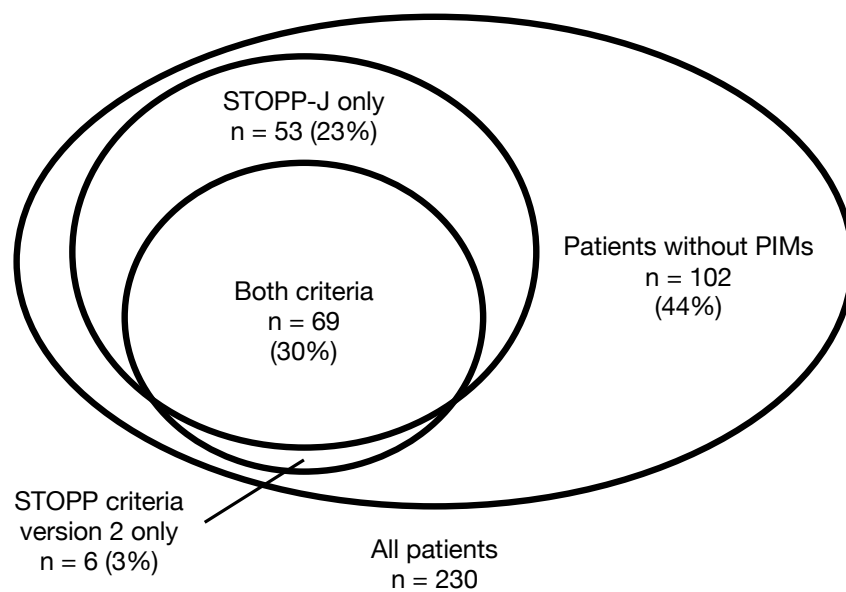 STOPP-J only
n = 53 (23%)
Both criteria
n = 69
(30%)
Patients without PIMs
n = 102
(44%)
STOPP criteria
version 2 only
n = 6 (3%)
All patients
n = 230